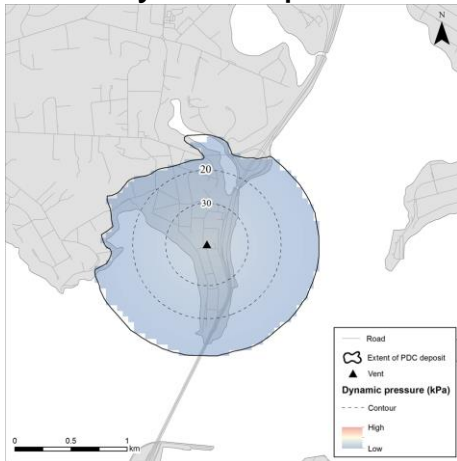 N
20
30
Road
Extent of PDC deposit
Vent
Dynamic pressure (kPa)
Contour
High
Low
0 0.5 1
km